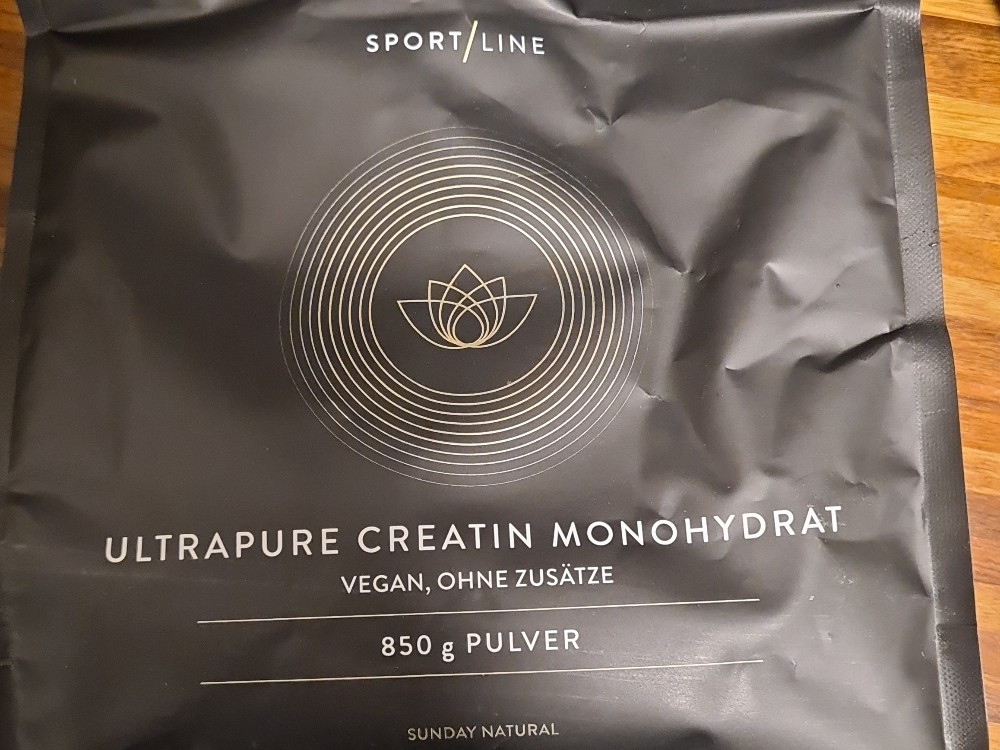 SPORT/LINE
ULTRAPURE CREATIN MONOHYDRAT
VEGAN, OHNE ZUSÄTZE
850 g PULVER
SUNDAY NATURAL